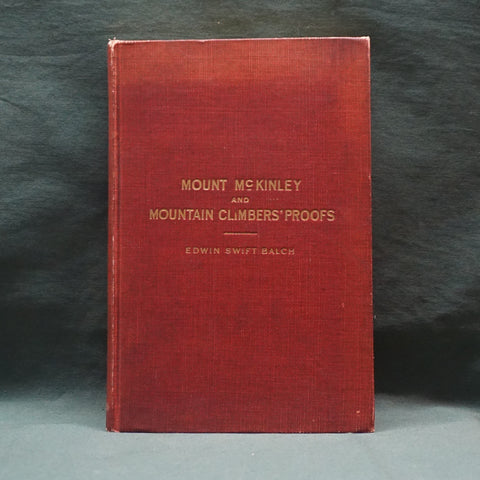 MOUNT McKINLEY
AND
MOUNTAIN CLIMBERS' PROOFS
EDWIN SWIFT BALCH